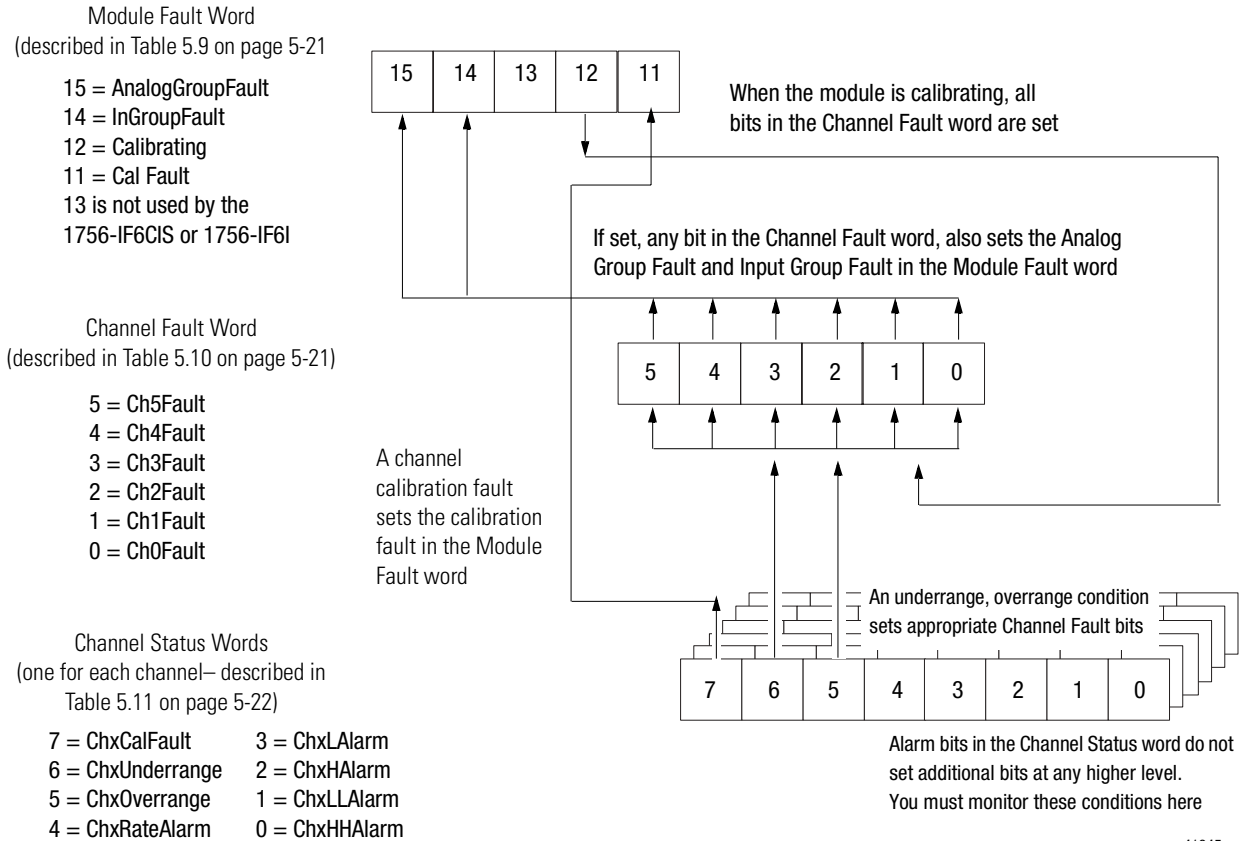 Module Fault Word
(described in Table 5.9 on page 5-21
15 = AnalogGroupFault
14 = InGroupFault
12 = Calibrating
11 = Cal Fault
13 is not used by the
1756-IF6CIS or 1756-IF6I
15 14 13 12 11
When the module is calibrating, all
bits in the Channel Fault word are set
If set, any bit in the Channel Fault word, also sets the Analog
Group Fault and Input Group Fault in the Module Fault word
Channel Fault Word
(described in Table 5.10 on page 5-21)
5 = Ch5Fault
4 = Ch4Fault
3 = Ch3Fault
2 = Ch2Fault
1 = Ch1Fault
0 = Ch0Fault
5 4 3 2 1 0
A channel
calibration fault
sets the calibration
fault in the Module
Fault word
An underrange, overrange condition
sets appropriate Channel Fault bits
Channel Status Words
(one for each channel– described in
Table 5.11 on page 5-22)
7 = ChxCalFault
6 = ChxUnderrange
5 = ChxOverrange
4 = ChxRateAlarm
3 = ChxLAlarm
2 = ChxHAlarm
1 = ChxLLAlarm
0 = ChxHHAlarm
7 6 5 4 3 2 1 0
Alarm bits in the Channel Status word do not
set additional bits at any higher level.
You must monitor these conditions here